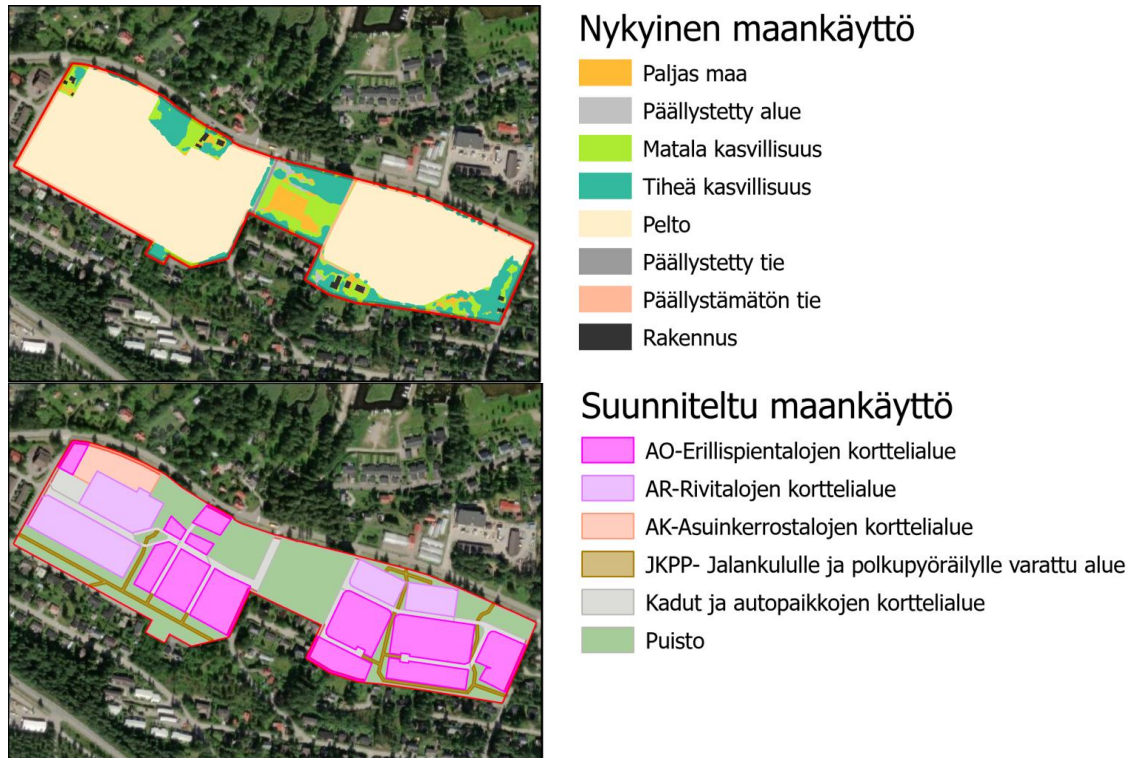 Nykyinen maankäyttö
Paljas maa
Päällystetty alue
Matala kasvillisuus
Tiheä kasvillisuus
Pelto
Päällystetty tie
Päällystämätön tie
Rakennus
Suunniteltu maankäyttö
AO-Erillispientalojen korttelialue
AR-Rivitalojen korttelialue
AK-Asuinkerrostalojen korttelialue
JKPP- Jalankululle ja polkupyöräilylle varattu alue
Kadut ja autopaikkojen korttelialue
Puisto